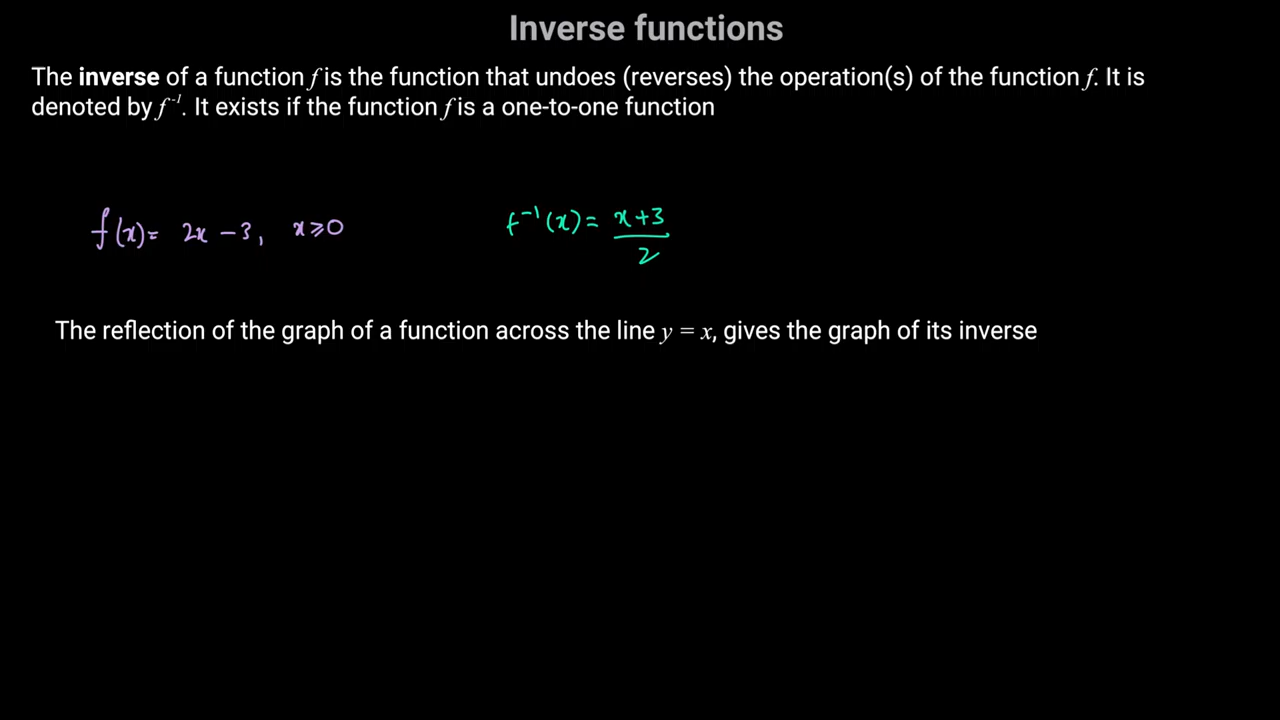 Inverse functions
The inverse of a function f is the function that undoes (reverses) the operation(s) of the function f. It is
denoted by f⁻¹. It exists if the function f is a one-to-one function
f(x)= 2x - 3, x ≥ 0
f⁻¹(x) = (x+3)/2
The reflection of the graph of a function across the line y = x, gives the graph of its inverse